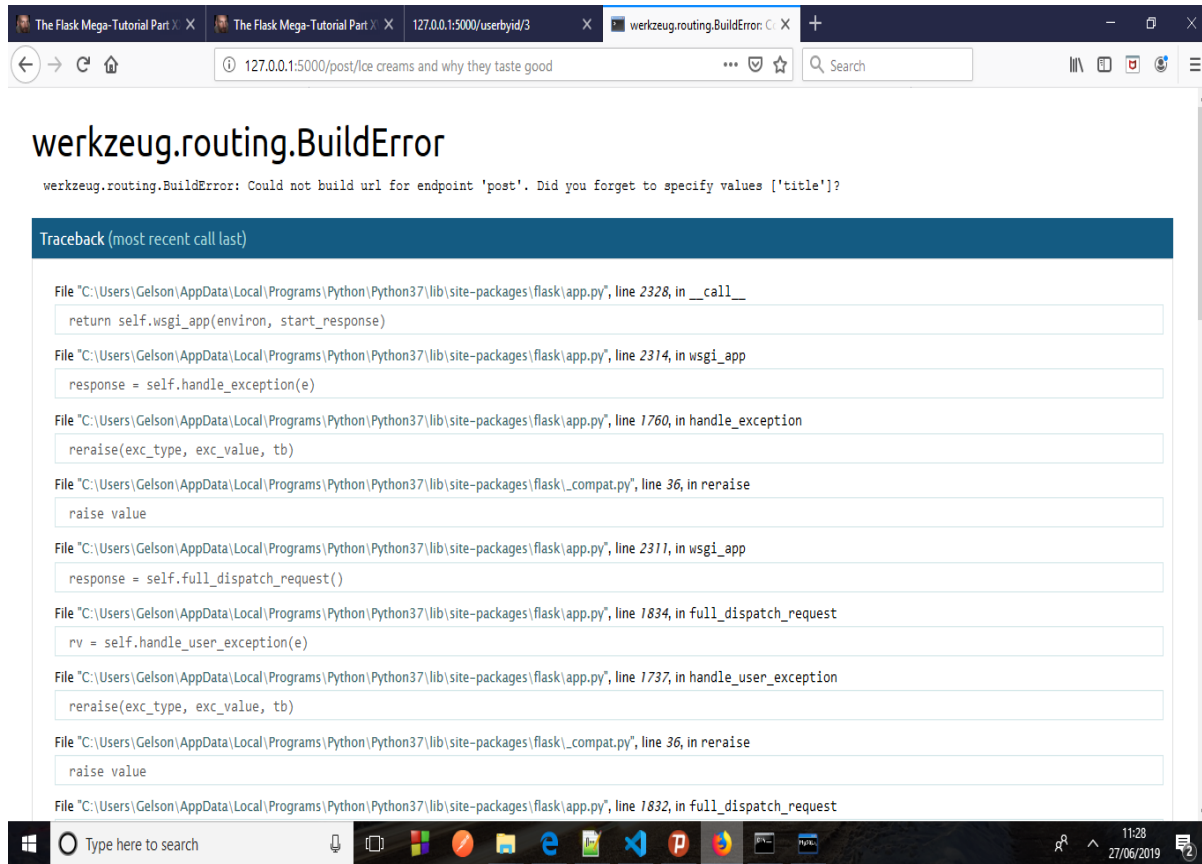 The Flask Mega-Tutorial Part X
The Flask Mega-Tutorial Part X
127.0.0.1:5000/userbyid/3
werkzeug.routing.BuildError: C
127.0.0.1:5000/post/Ice creams and why they taste good
Search
werkzeug.routing.BuildError
werkzeug.routing.BuildError: Could not build url for endpoint 'post'. Did you forget to specify values ['title']?
Traceback (most recent call last)
File "C:\Users\Gelson\AppData\Local\Programs\Python\Python37\lib\site-packages\flask\app.py", line 2328, in __call__
return self.wsgi_app(environ, start_response)
File "C:\Users\Gelson\AppData\Local\Programs\Python\Python37\lib\site-packages\flask\app.py", line 2314, in wsgi_app
response = self.handle_exception(e)
File "C:\Users\Gelson\AppData\Local\Programs\Python\Python37\lib\site-packages\flask\app.py", line 1760, in handle_exception
reraise(exc_type, exc_value, tb)
File "C:\Users\Gelson\AppData\Local\Programs\Python\Python37\lib\site-packages\flask\_compat.py", line 36, in reraise
raise value
File "C:\Users\Gelson\AppData\Local\Programs\Python\Python37\lib\site-packages\flask\app.py", line 2311, in wsgi_app
response = self.full_dispatch_request()
File "C:\Users\Gelson\AppData\Local\Programs\Python\Python37\lib\site-packages\flask\app.py", line 1834, in full_dispatch_request
rv = self.handle_user_exception(e)
File "C:\Users\Gelson\AppData\Local\Programs\Python\Python37\lib\site-packages\flask\app.py", line 1737, in handle_user_exception
reraise(exc_type, exc_value, tb)
File "C:\Users\Gelson\AppData\Local\Programs\Python\Python37\lib\site-packages\flask\_compat.py", line 36, in reraise
raise value
File "C:\Users\Gelson\AppData\Local\Programs\Python\Python37\lib\site-packages\flask\app.py", line 1832, in full_dispatch_request
Type here to search
11:28
27/06/2019
2